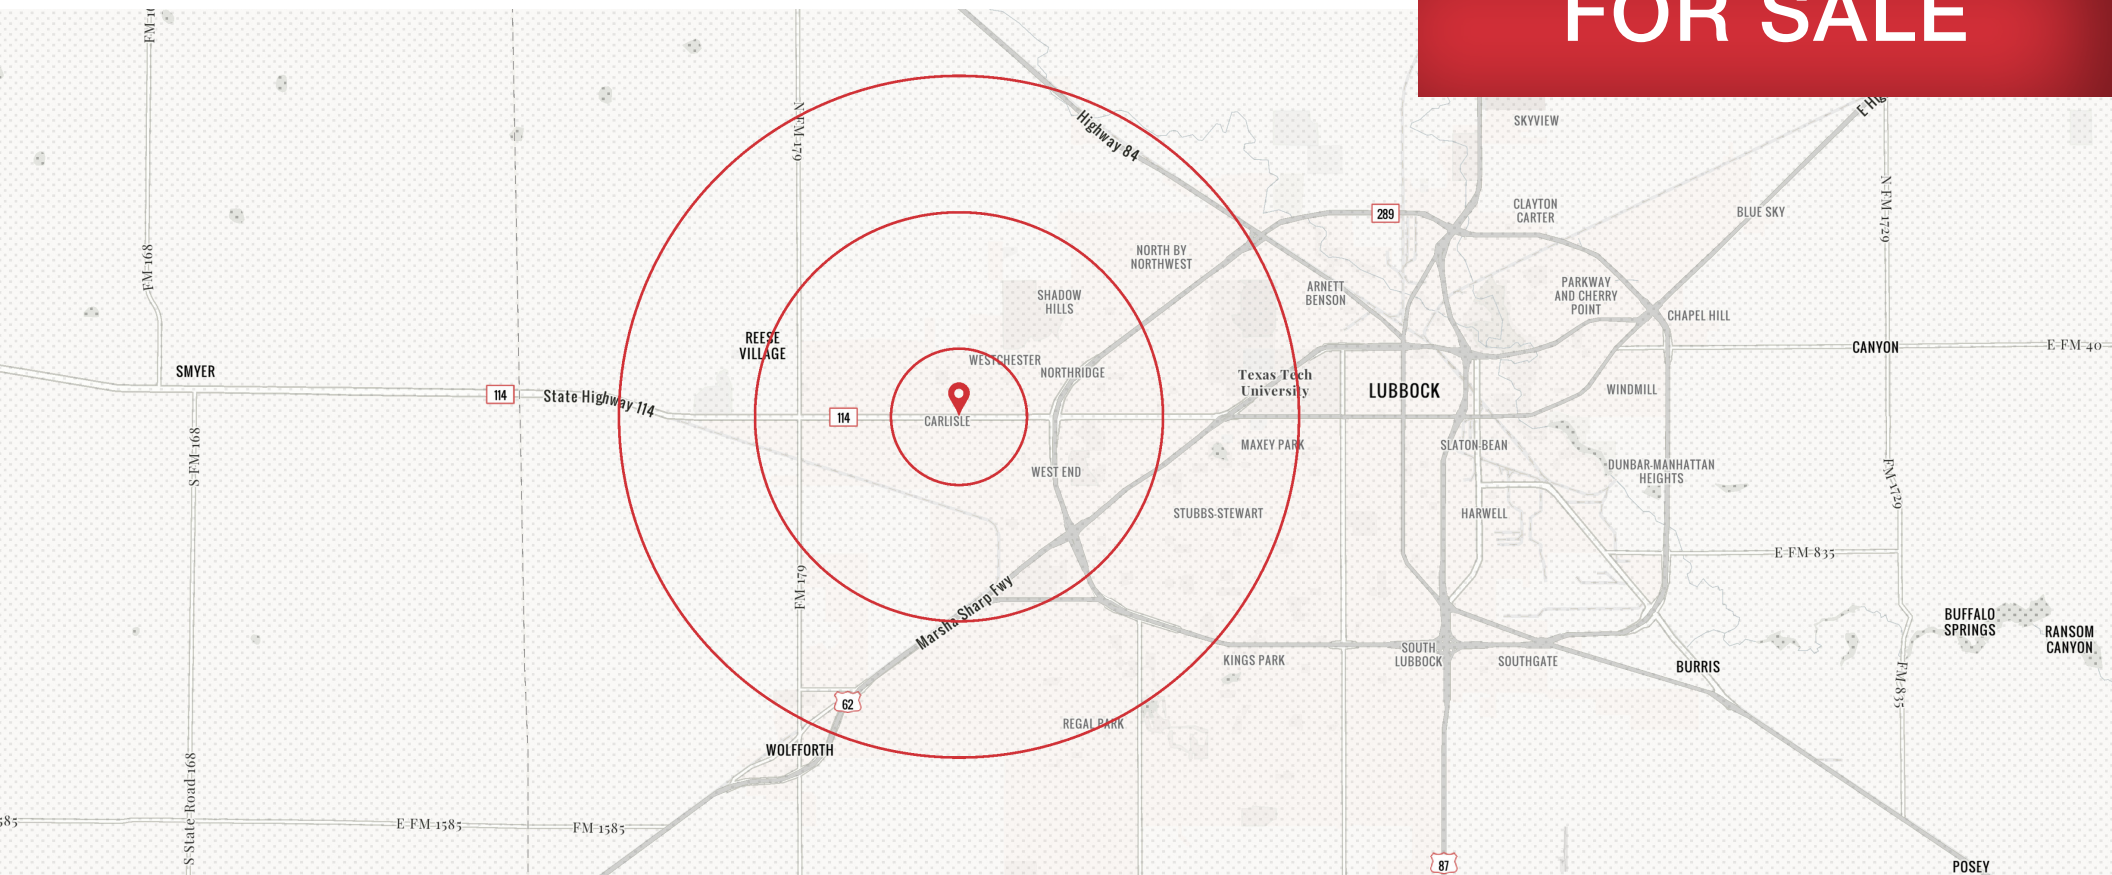 FOR SALE
FM-1
E Hi
Highway 84
N-FM-179
SKYVIEW
289
CLAYTON
CARTER
BLUE SKY
N-FM-1729
FM-168
NORTH BY
NORTHWEST
ARNETT
BENSON
PARKWAY
AND CHERRY
POINT
SHADOW
HILLS
CHAPEL HILL
REESE
VILLAGE
WESTCHESTER
NORTHRIDGE
CANYON
E FM 40
SMYER
Texas Tech
University
LUBBOCK
WINDMILL
114
State Highway 114
114
CARLISLE
MAXEY PARK
SLATON-BEAN
S-FM-168
WEST END
DUNBAR-MANHATTAN
HEIGHTS
FM-1729
STUBBS-STEWART
HARWELL
E-FM-835
FM-179
Marsha Sharp Fwy
BUFFALO
SPRINGS
RANSOM
CANYON
KINGS PARK
SOUTH
LUBBOCK
SOUTHGATE
BURRIS
FM 835
62
REGAL PARK
WOLFFORTH
S-State-Road-168
585
E FM 1585
FM 1585
87
POSEY